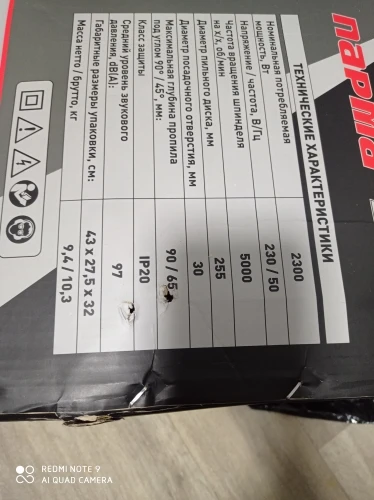 парма
ТЕХНИЧЕСКИЕ ХАРАКТЕРИСТИКИ
Номинальная потребляемая
мощность, Вт
2300
Напряжение / частота, В/Гц
230 / 50
Частота вращения шпинделя
на х/х, об/мин
5000
Диаметр пильного диска, мм
255
Диаметр посадочного отверстия, мм
30
Максимальная глубина пропила
под углом 90° / 45°, мм:
90 / 65
Класс защиты
IP20
Средний уровень звукового
давления, dB(A):
97
Габаритные размеры упаковки, см:
43 x 27,5 x 32
Масса нетто / брутто, кг
9,4 / 10,3
REDMI NOTE 9
AI QUAD CAMERA